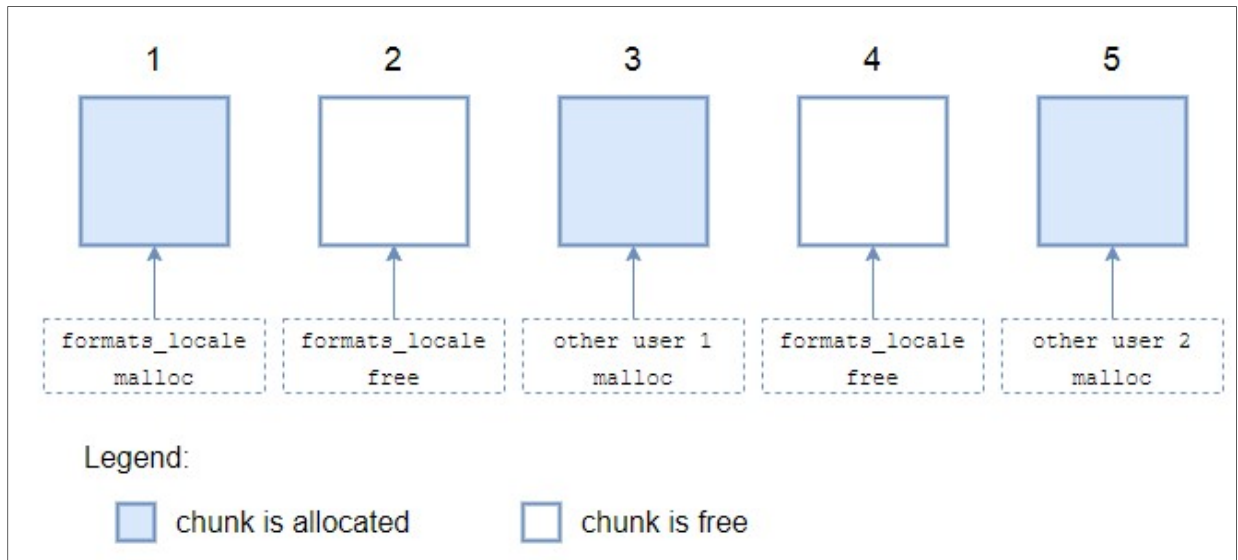 1 2 3 4 5
formats_locale formats_locale other user 1 formats_locale other user 2
malloc free malloc free malloc
Legend:
chunk is allocated chunk is free